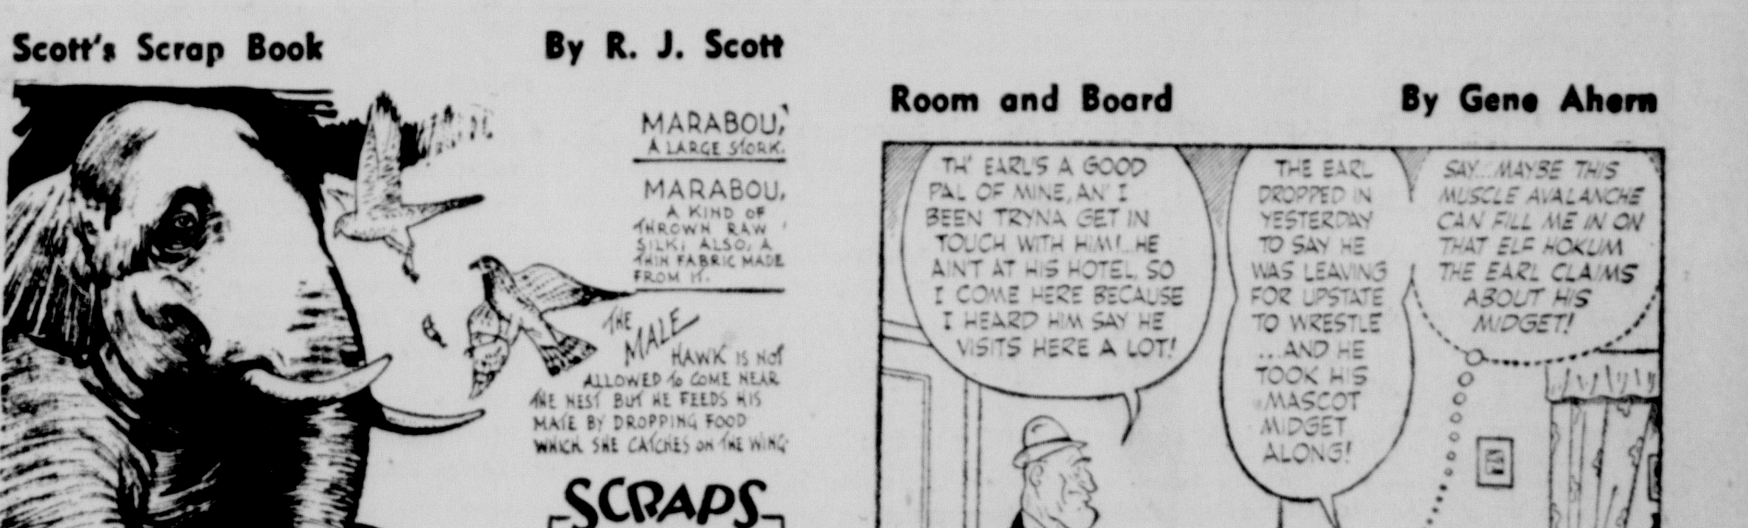 Scott's Scrap Book By R. J. Scott
MARABOU,
A LARGE STORK.
MARABOU,
A KIND OF
THROWN RAW
SILK; ALSO, A
THIN FABRIC MADE
FROM IT.
THE
MALE
HAWK IS NOT
ALLOWED TO COME NEAR
THE NEST BUT HE FEEDS HIS
MATE BY DROPPING FOOD
WHICH SHE CATCHES ON THE WING
SCRAPS
Room and Board By Gene Ahern
TH' EARL'S A GOOD
PAL OF MINE, AN' I
BEEN TRYNA GET IN
TOUCH WITH HIM!..HE
AIN'T AT HIS HOTEL, SO
I COME HERE BECAUSE
I HEARD HIM SAY HE
VISITS HERE A LOT!
THE EARL
DROPPED IN
YESTERDAY
TO SAY HE
WAS LEAVING
FOR UPSTATE
TO WRESTLE
...AND HE
TOOK HIS
MASCOT
MIDGET
ALONG!
SAY...MAYBE THIS
MUSCLE AVALANCHE
CAN FILL ME IN ON
THAT ELF HOKUM
THE EARL CLAIMS
ABOUT HIS
MIDGET!